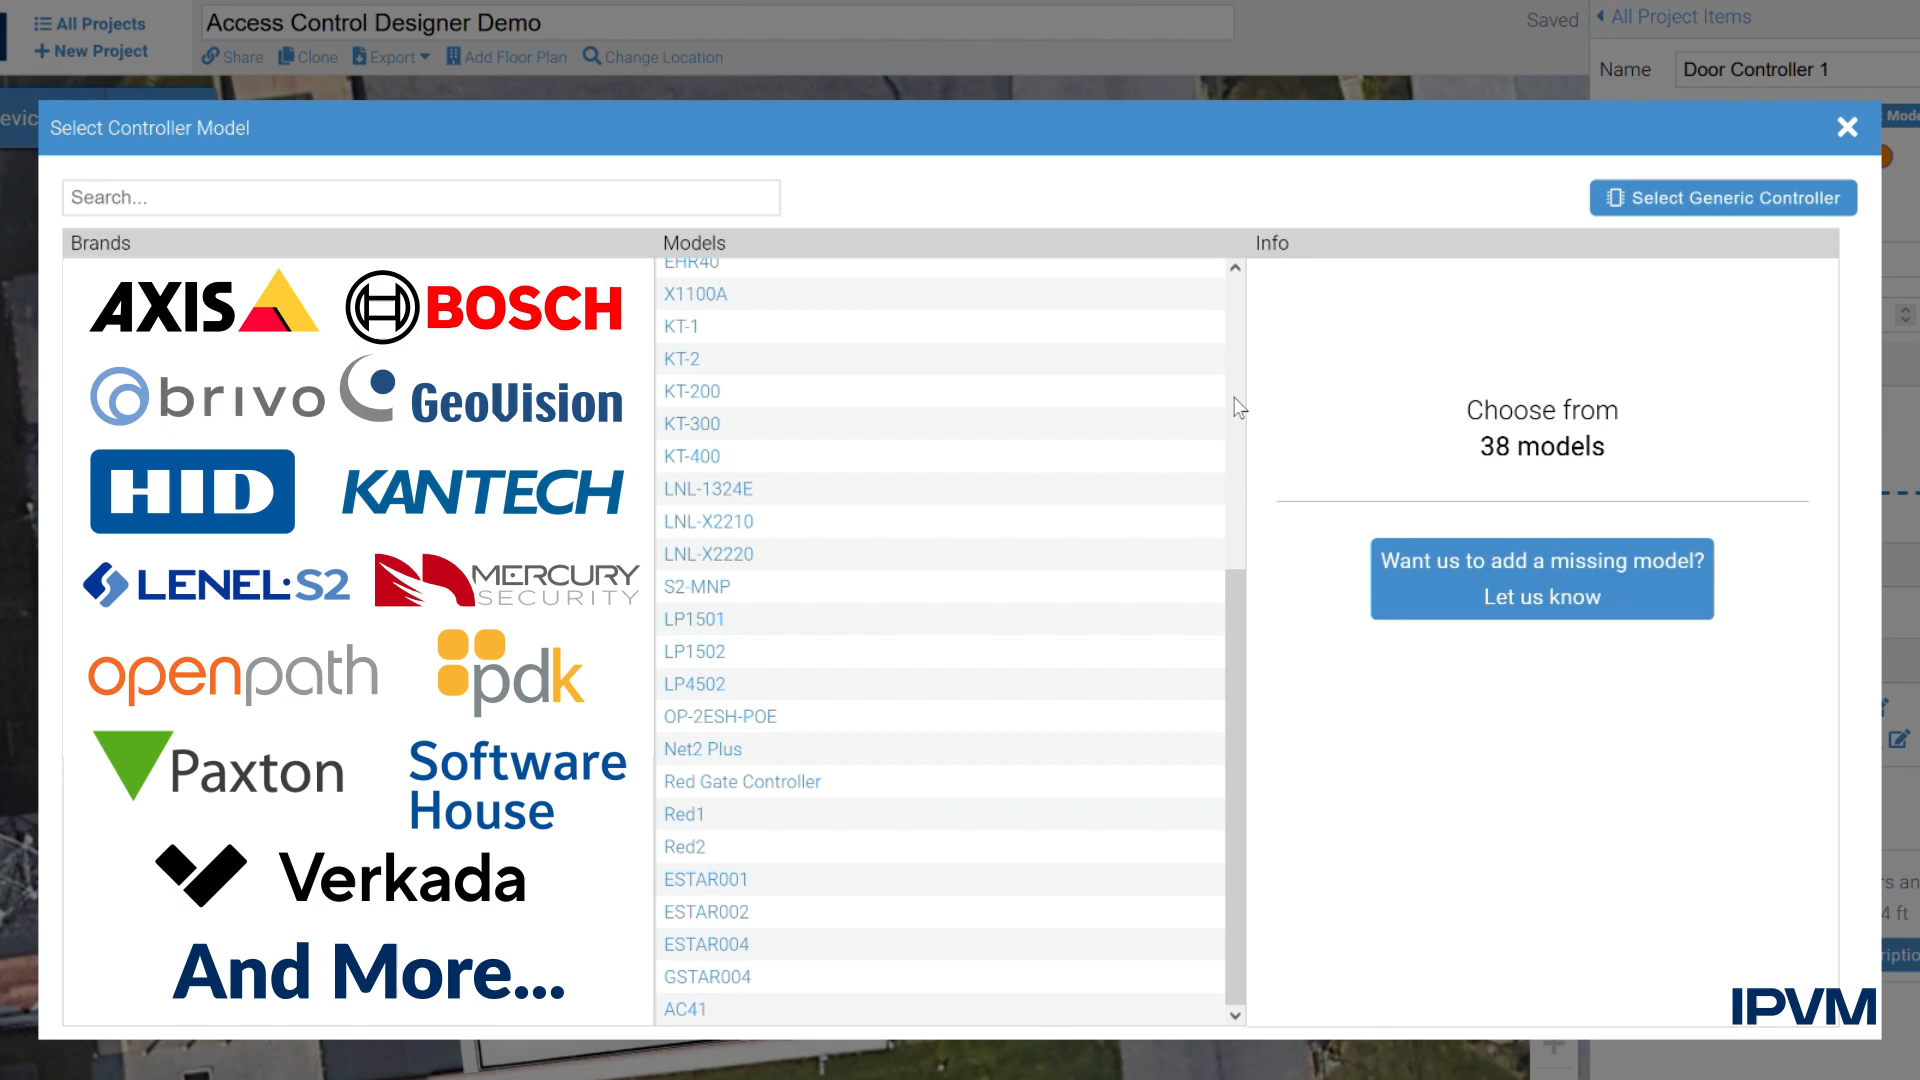 All Projects
New Project
Access Control Designer Demo
Share Clone Export Add Floor Plan Change Location
Saved
All Project Items
Name Door Controller 1
Select Controller Model
Search...
Select Generic Controller
Brands Models Info
AXIS BOSCH
brivo GeoVision
HID KANTECH
LENEL·S2 MERCURY SECURITY
openpath pdk
Paxton Software House
Verkada
And More...
EHR40
X1100A
KT-1
KT-2
KT-200
KT-300
KT-400
LNL-1324E
LNL-X2210
LNL-X2220
S2-MNP
LP1501
LP1502
LP4502
OP-2ESH-POE
Net2 Plus
Red Gate Controller
Red1
Red2
ESTAR001
ESTAR002
ESTAR004
GSTAR004
AC41
Choose from
38 models
Want us to add a missing model?
Let us know
4 ft
IPVM